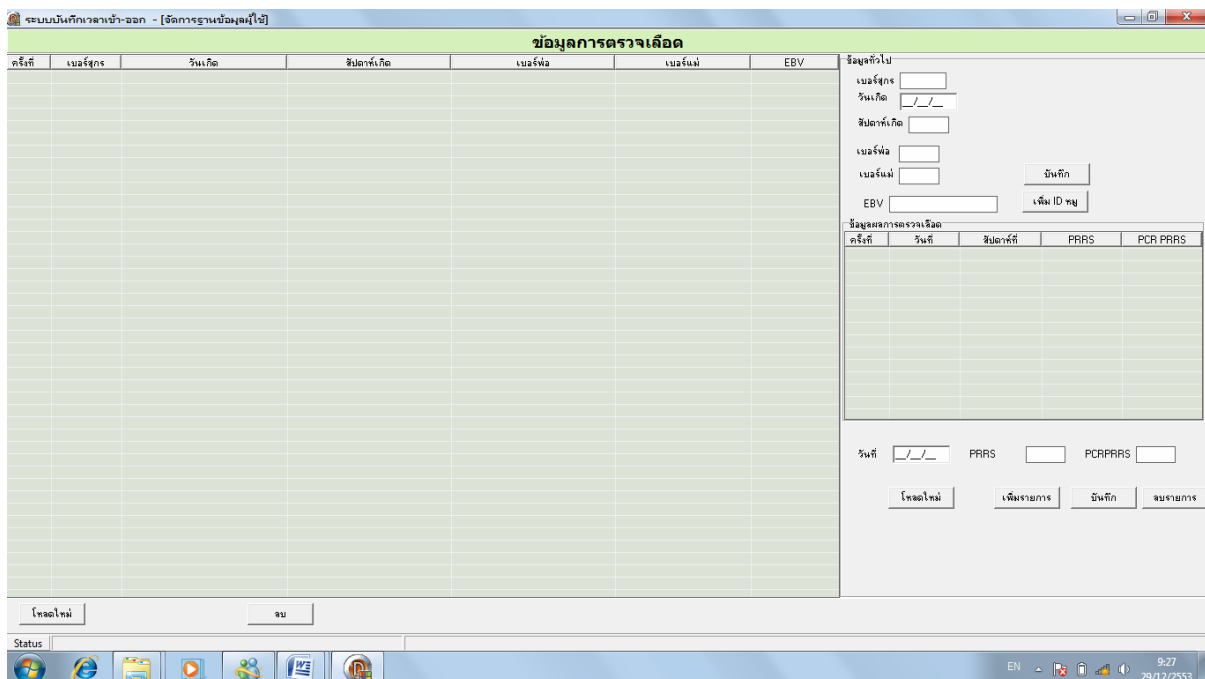 ระบบบันทึกเวลาเข้า-ออก - [จัดการฐานข้อมูลผู้ใช้]
ข้อมูลการตรวจเลือด
ครั้งที่ เบอร์สุกร วันเกิด สัปดาห์เกิด เบอร์พ่อ เบอร์แม่ EBV
ข้อมูลทั่วไป
เบอร์สุกร
วันเกิด __/__/__
สัปดาห์เกิด
เบอร์พ่อ
เบอร์แม่ บันทึก
EBV เพิ่ม ID หมู
ข้อมูลผลการตรวจเลือด
ครั้งที่ วันที่ สัปดาห์ที่ PRRS PCR PRRS
วันที่ __/__/__ PRRS PCRPRRS
โหลดใหม่ เพิ่มรายการ บันทึก ลบรายการ
โหลดใหม่ ลบ
Status
EN 9:27
29/12/2553